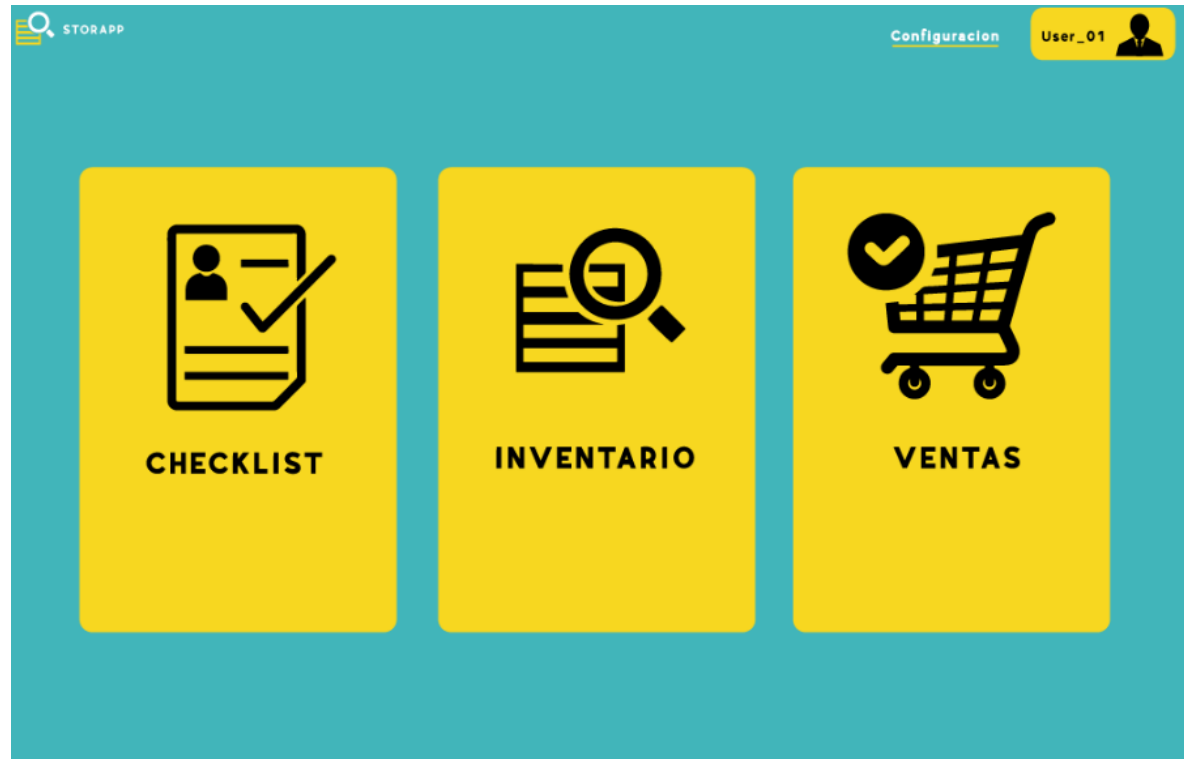 STORAPP
Configuracion
User_01
CHECKLIST
INVENTARIO
VENTAS